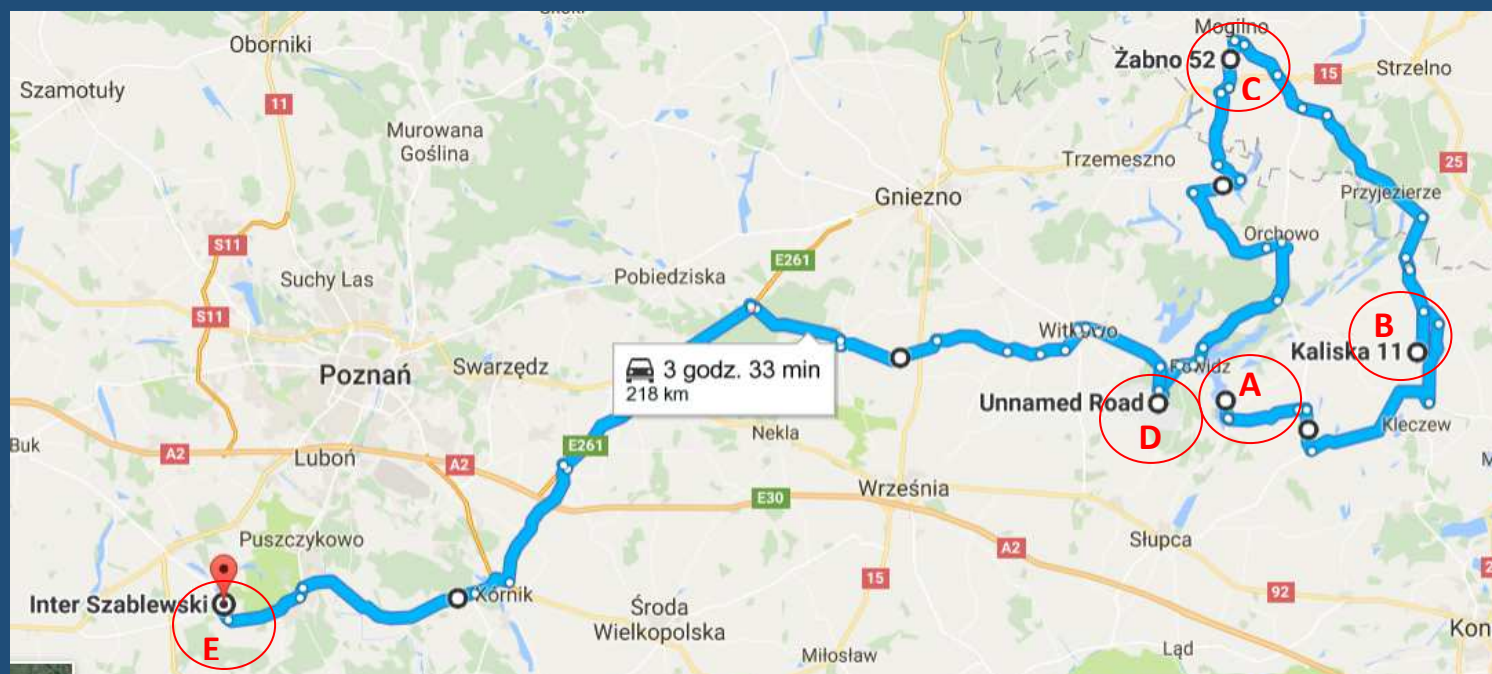 Mogilno
Oborniki
Żabno 52
C
15
Strzelno
Szamotuły
11
Murowana
Goślina
Trzemeszno
25
Gniezno
Przyjezierze
S11
E261
Orchowo
Suchy Las
Pobiedziska
S11
B
Witkowo
Kaliska 11
Swarzędz
3 godz. 33 min
218 km
Powidz
A
Poznań
Unnamed Road
D
Nekla
Kleczew
Buk
A2
Luboń
A2
E261
M
Września
E30
Puszczykowo
A2
Słupca
15
92
2
Inter Szablewski
E
Kórnik
Środa
Wielkopolska
Kon
Miłosław
Ląd